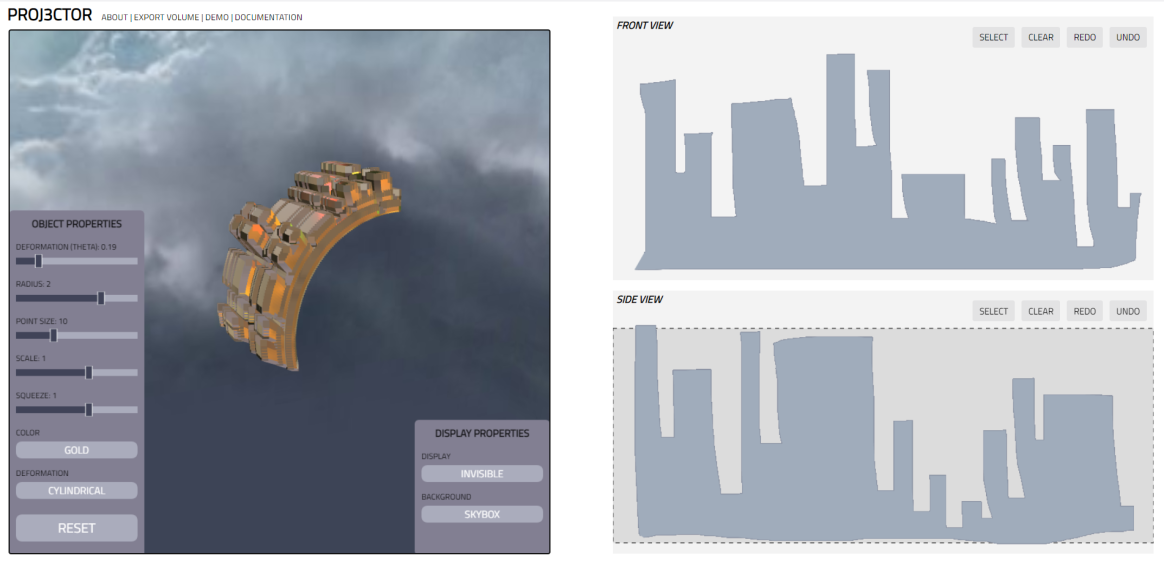 PROJ3CTOR ABOUT | EXPORT VOLUME | DEMO | DOCUMENTATION
OBJECT PROPERTIES
DEFORMATION (THETA): 0.19
RADIUS: 2
POINT SIZE: 10
SCALE: 1
SQUEEZE: 1
COLOR
GOLD
DEFORMATION
CYLINDRICAL
RESET
DISPLAY PROPERTIES
DISPLAY
INVISIBLE
BACKGROUND
SKYBOX
FRONT VIEW
SELECT CLEAR REDO UNDO
SIDE VIEW
SELECT CLEAR REDO UNDO